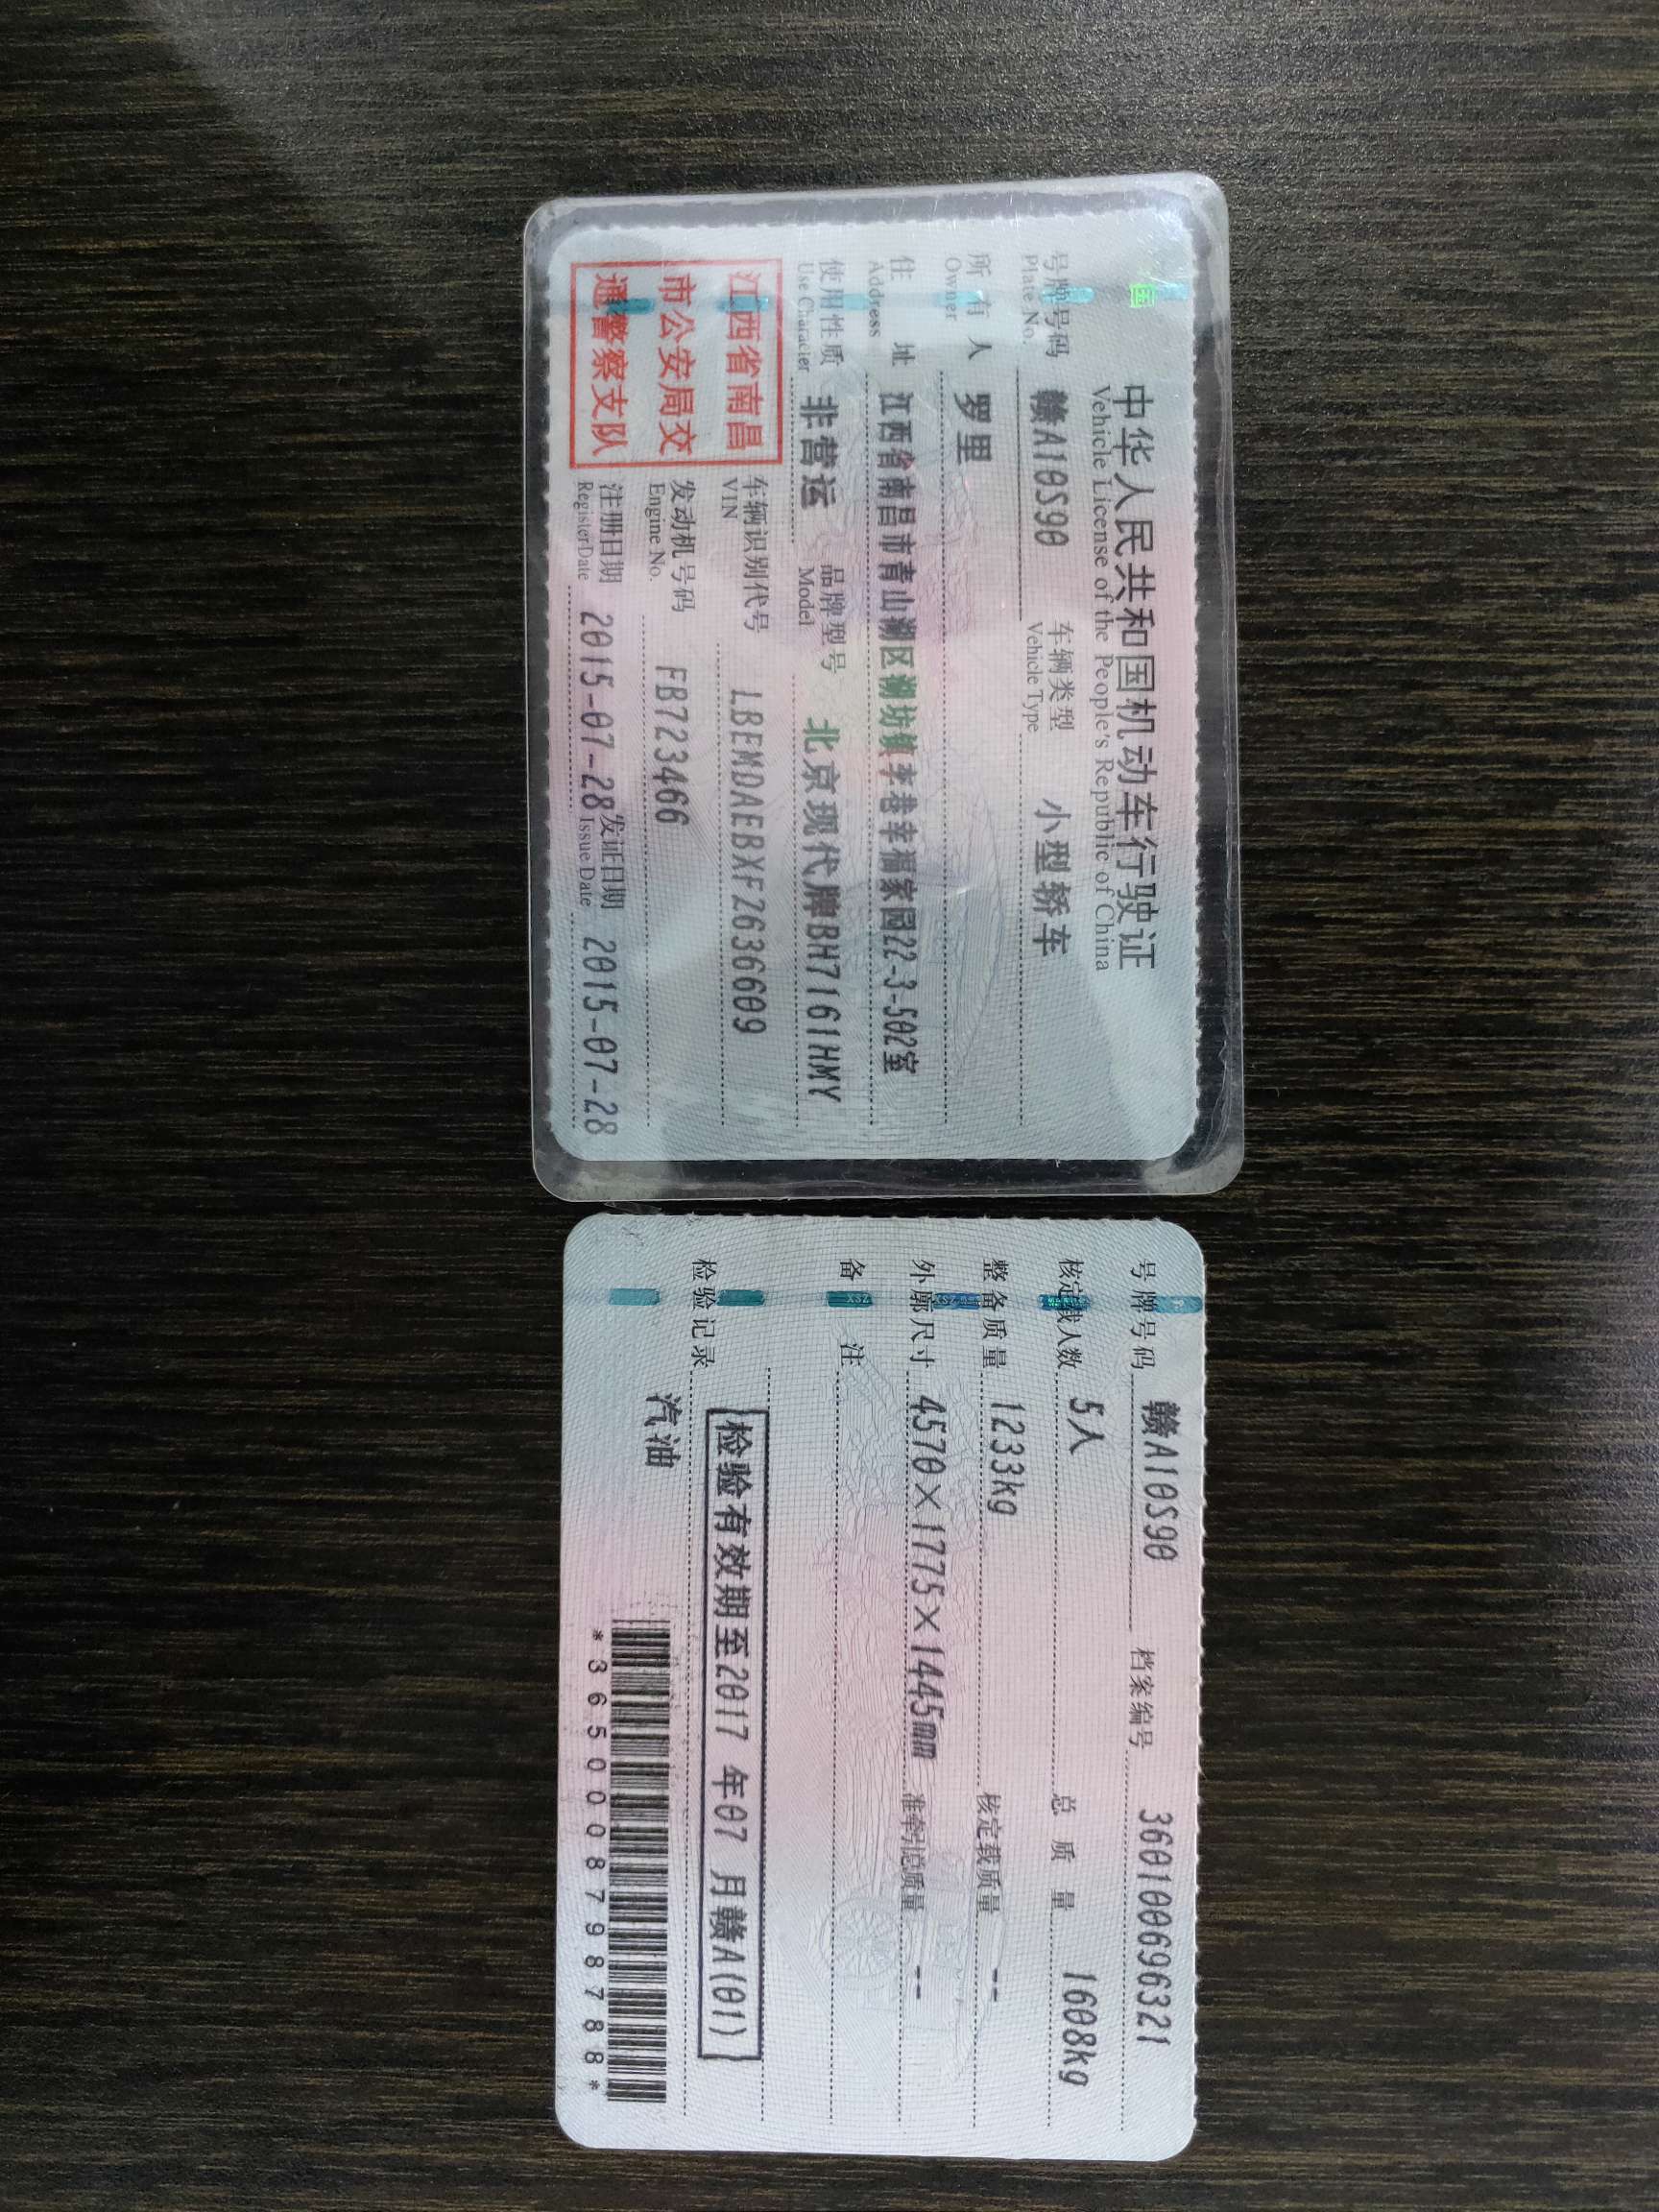 中华人民共和国机动车行驶证
Vehicle License of the People's Republic of China
号牌号码 赣A10S90 车辆类型 小型轿车
Plate No. Vehicle Type
所有人 罗里
Owner
住址 江西省南昌市青山湖区湖坊镇李巷幸福家园22-3-502室
Address
使用性质 非营运 品牌型号 北京现代牌BH7161HMY
Use Character Model
江西省南昌
市公安局交
通警察支队
车辆识别代号 LBEMDAEBXFZ636609
VIN
发动机号码 FB723466
Engine No.
注册日期 2015-07-28 发证日期 2015-07-28
Register Date Issue Date
号牌号码 赣A10S90 档案编号 360100696321
核定载人数 5人 总质量 1608kg
整备质量 1233kg 核定载质量 --
外廓尺寸 4570×1775×1445mm 准牵引总质量 --
备注
检验有效期至2017 年07 月赣A(01)
检验记录
汽油
*3650008798788*